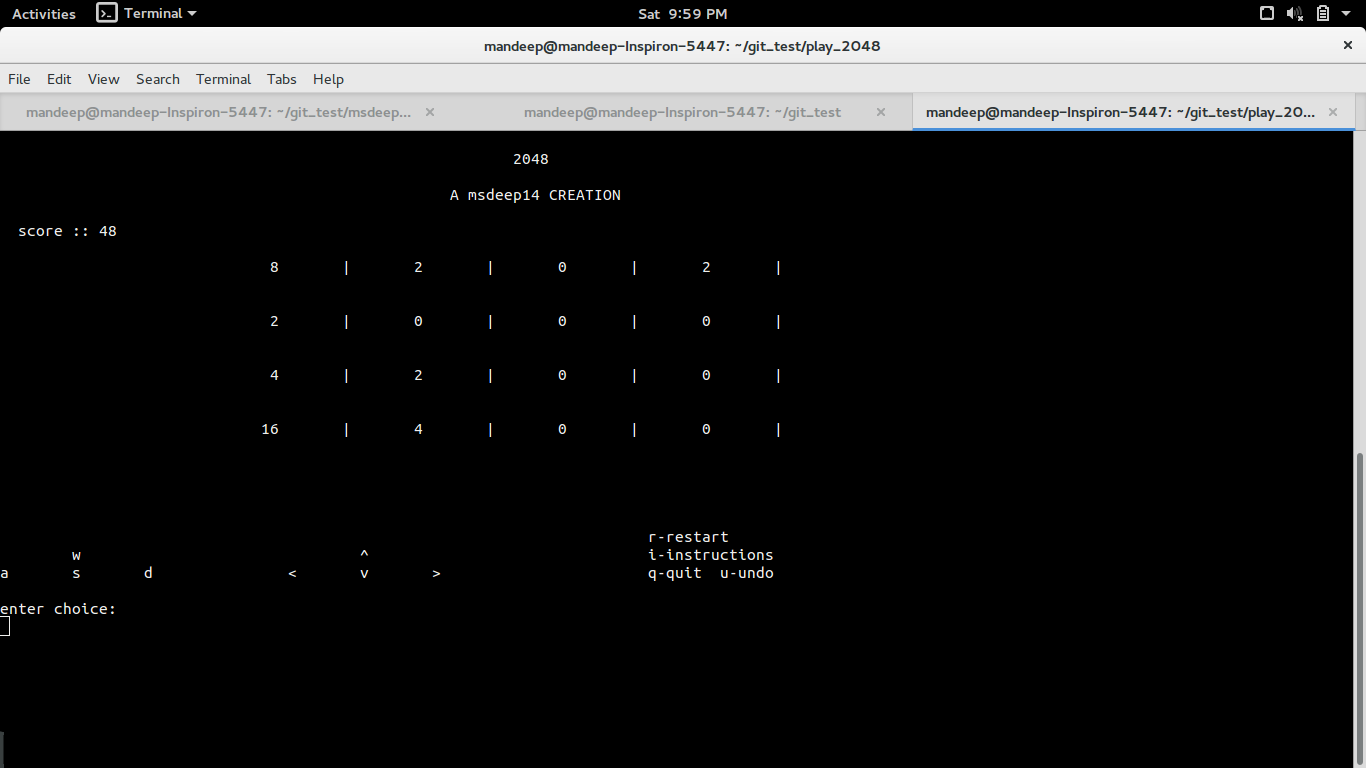 Activities Terminal Sat 9:59 PM
mandeep@mandeep-Inspiron-5447: ~/git_test/play_2048 ×
File Edit View Search Terminal Tabs Help
mandeep@mandeep-Inspiron-5447: ~/git_test/msdeep... × mandeep@mandeep-Inspiron-5447: ~/git_test × mandeep@mandeep-Inspiron-5447: ~/git_test/play_20... ×
2048
A msdeep14 CREATION
score :: 48
8 | 2 | 0 | 2 |
2 | 0 | 0 | 0 |
4 | 2 | 0 | 0 |
16 | 4 | 0 | 0 |
r-restart
w ^ i-instructions
a s d < v > q-quit u-undo
enter choice: